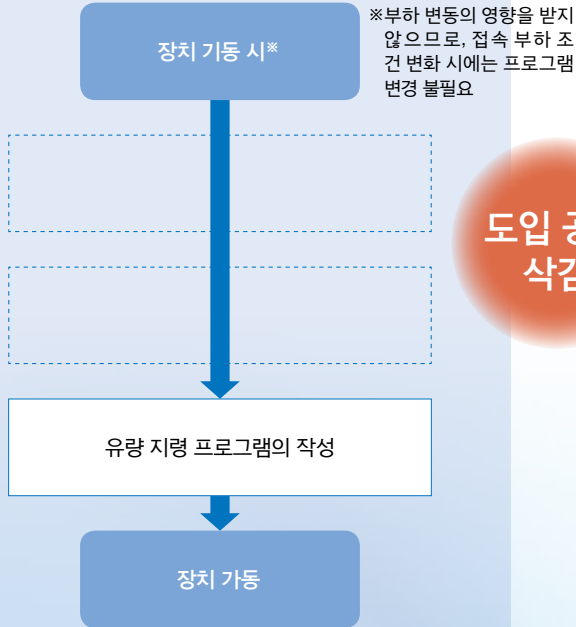 장치 기동 시※
※부하 변동의 영향을 받지
않으므로, 접속 부하 조
건 변화 시에는 프로그램
변경 불필요
도입
삭감
유량 지령 프로그램의 작성
장치 가동